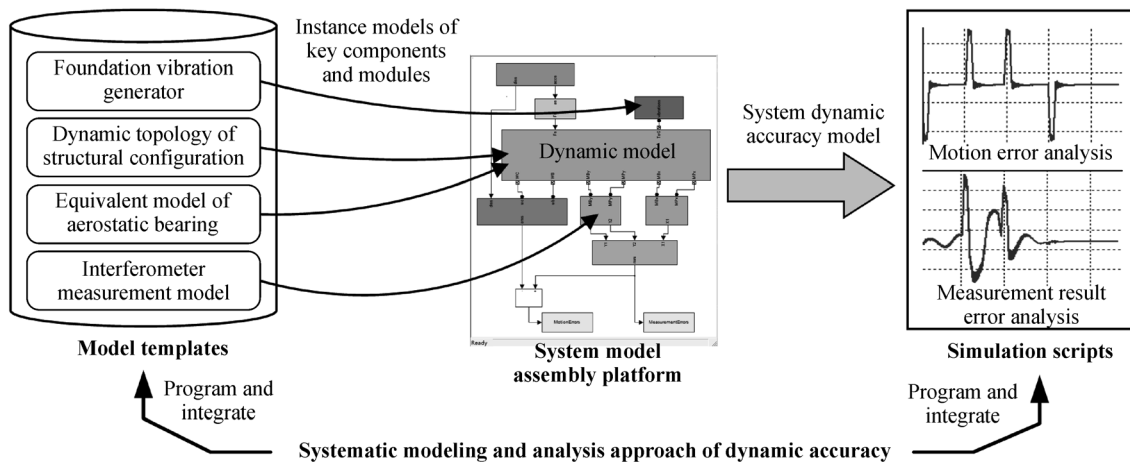 Instance models of
key components
and modules
Foundation vibration
generator
Dynamic topology of
structural configuration
Equivalent model of
aerostatic bearing
Interferometer
measurement model
Model templates
Dynamic model
MotionErrors
MeasurementErrors
Ready
System model
assembly platform
System dynamic
accuracy model
Motion error analysis
Measurement result
error analysis
Simulation scripts
Program and
integrate
Program and
integrate
Systematic modeling and analysis approach of dynamic accuracy